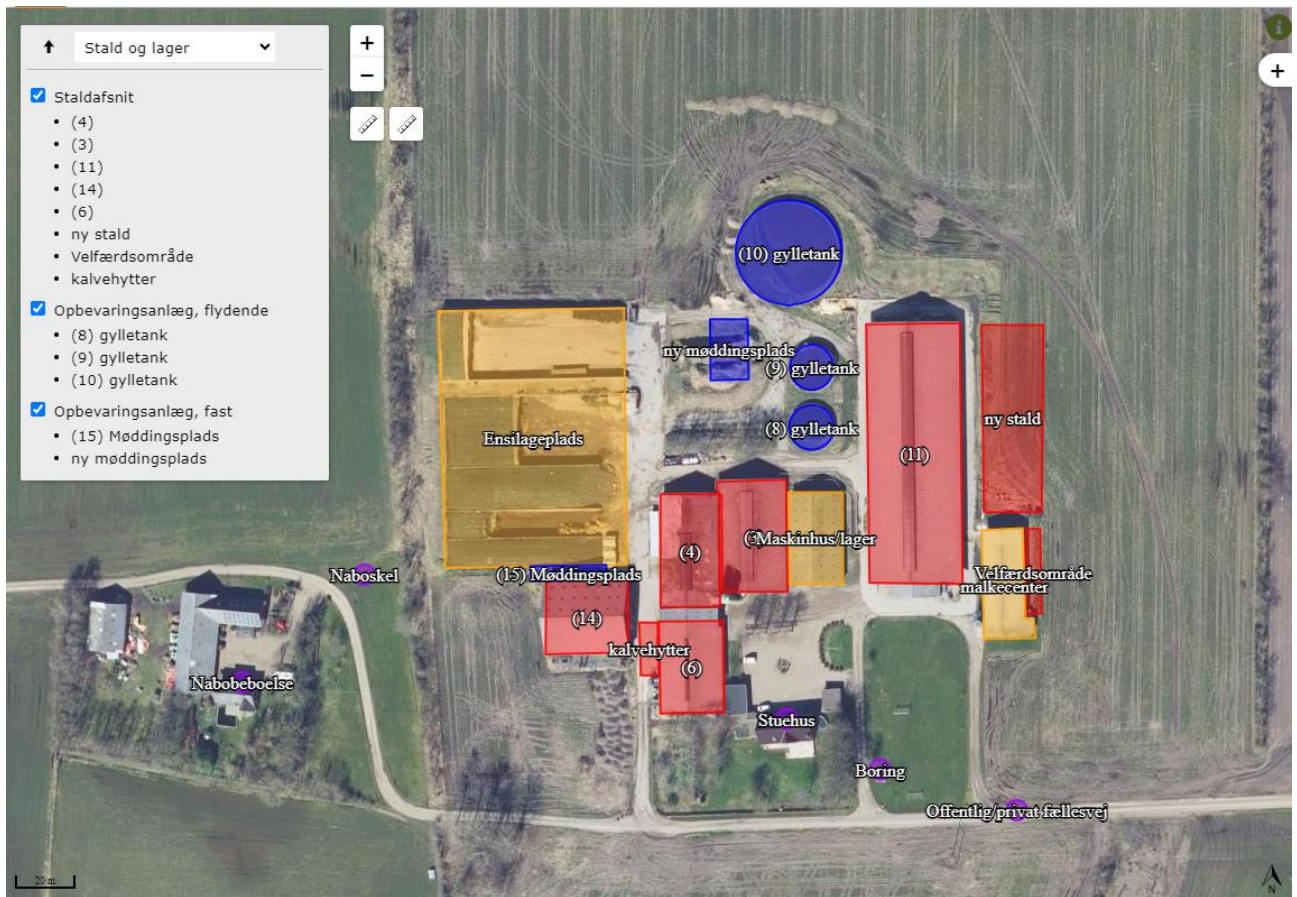 Stald og lager
Staldafsnit
(4)
(3)
(11)
(14)
(6)
ny stald
Velfærdsområde
kalvehytter
Opbevaringsanlæg, flydende
(8) gylletank
(9) gylletank
(10) gylletank
Opbevaringsanlæg, fast
(15) Møddingsplads
ny møddingsplads
+
−
i
+
(10) gylletank
ny møddingsplads
(9) gylletank
(8) gylletank
ny stald
Ensilageplads
(11)
(4)
(3)
Maskinhus/lager
Naboskel
(15) Møddingsplads
Velfærdsområde
malkecenter
(14)
kalvehytter
(6)
Nabobeboelse
Stuehus
Boring
Offentlig/privat fællesvej
20 m
N